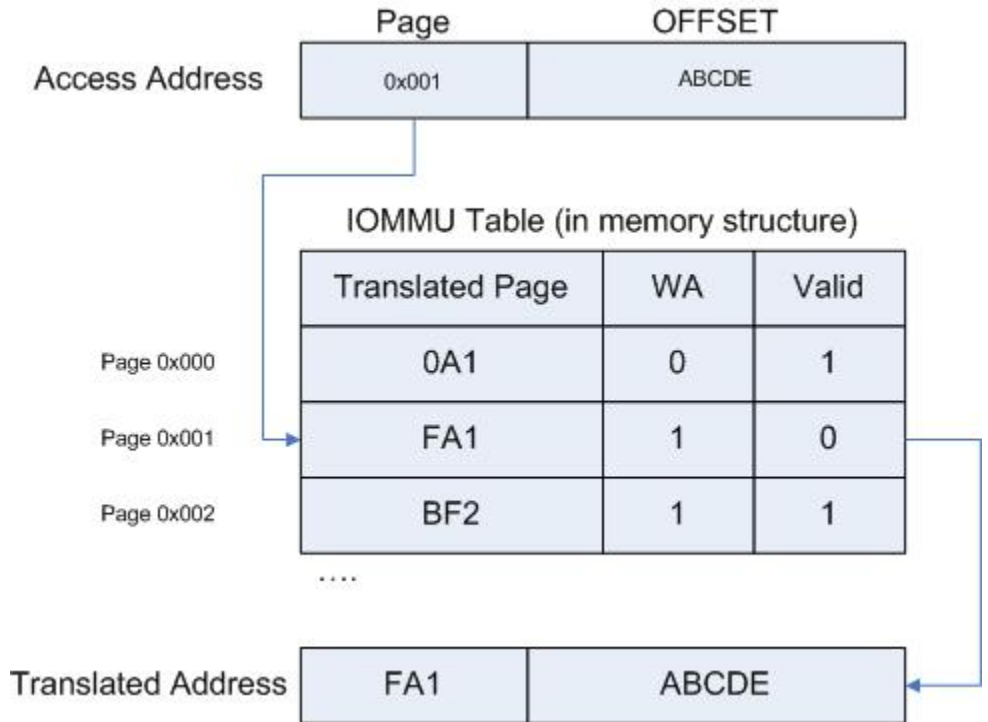 Page OFFSET
Access Address 0x001 ABCDE
IOMMU Table (in memory structure)
Translated Page WA Valid
Page 0x000 0A1 0 1
Page 0x001 FA1 1 0
Page 0x002 BF2 1 1
....
Translated Address FA1 ABCDE